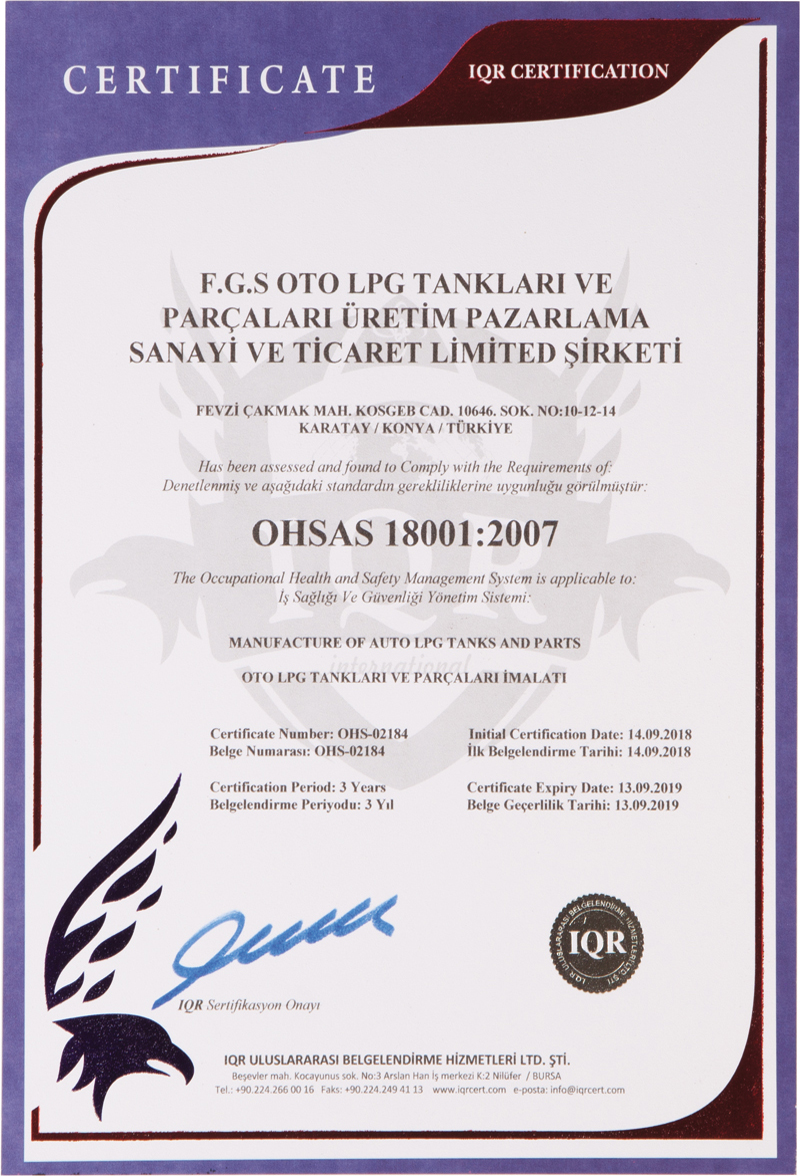 CERTIFICATE
IQR CERTIFICATION
F.G.S OTO LPG TANKLARI VE
PARÇALARI ÜRETİM PAZARLAMA
SANAYİ VE TİCARET LİMİTED ŞİRKETİ
FEVZİ ÇAKMAK MAH. KOSGEB CAD. 10646. SOK. NO:10-12-14
KARATAY / KONYA / TÜRKİYE
Has been assessed and found to Comply with the Requirements of:
Denetlenmiş ve aşağıdaki standardın gerekliliklerine uygunluğu görülmüştür:
OHSAS 18001:2007
The Occupational Health and Safety Management System is applicable to:
İş Sağlığı Ve Güvenliği Yönetim Sistemi:
IQR
MANUFACTURE OF AUTO LPG TANKS AND PARTS
international
OTO LPG TANKLARI VE PARÇALARI İMALATI
Certificate Number: OHS-02184
Belge Numarası: OHS-02184
Initial Certification Date: 14.09.2018
İlk Belgelendirme Tarihi: 14.09.2018
Certification Period: 3 Years
Belgelendirme Periyodu: 3 Yıl
Certificate Expiry Date: 13.09.2019
Belge Geçerlilik Tarihi: 13.09.2019
IQR ULUSLARARASI BELGELENDİRME HİZMETLERİ LTD. ŞTİ.
IQR
IQR Sertifikasyon Onayı
IQR ULUSLARARASI BELGELENDİRME HİZMETLERİ LTD. ŞTİ.
Beşevler mah. Kocayunus sok. No:3 Arslan Han İş merkezi K:2 Nilüfer / BURSA
Tel.: +90.224.266 00 16 Faks: +90.224.249 41 13 www.iqrcert.com e-posta: info@iqrcert.com